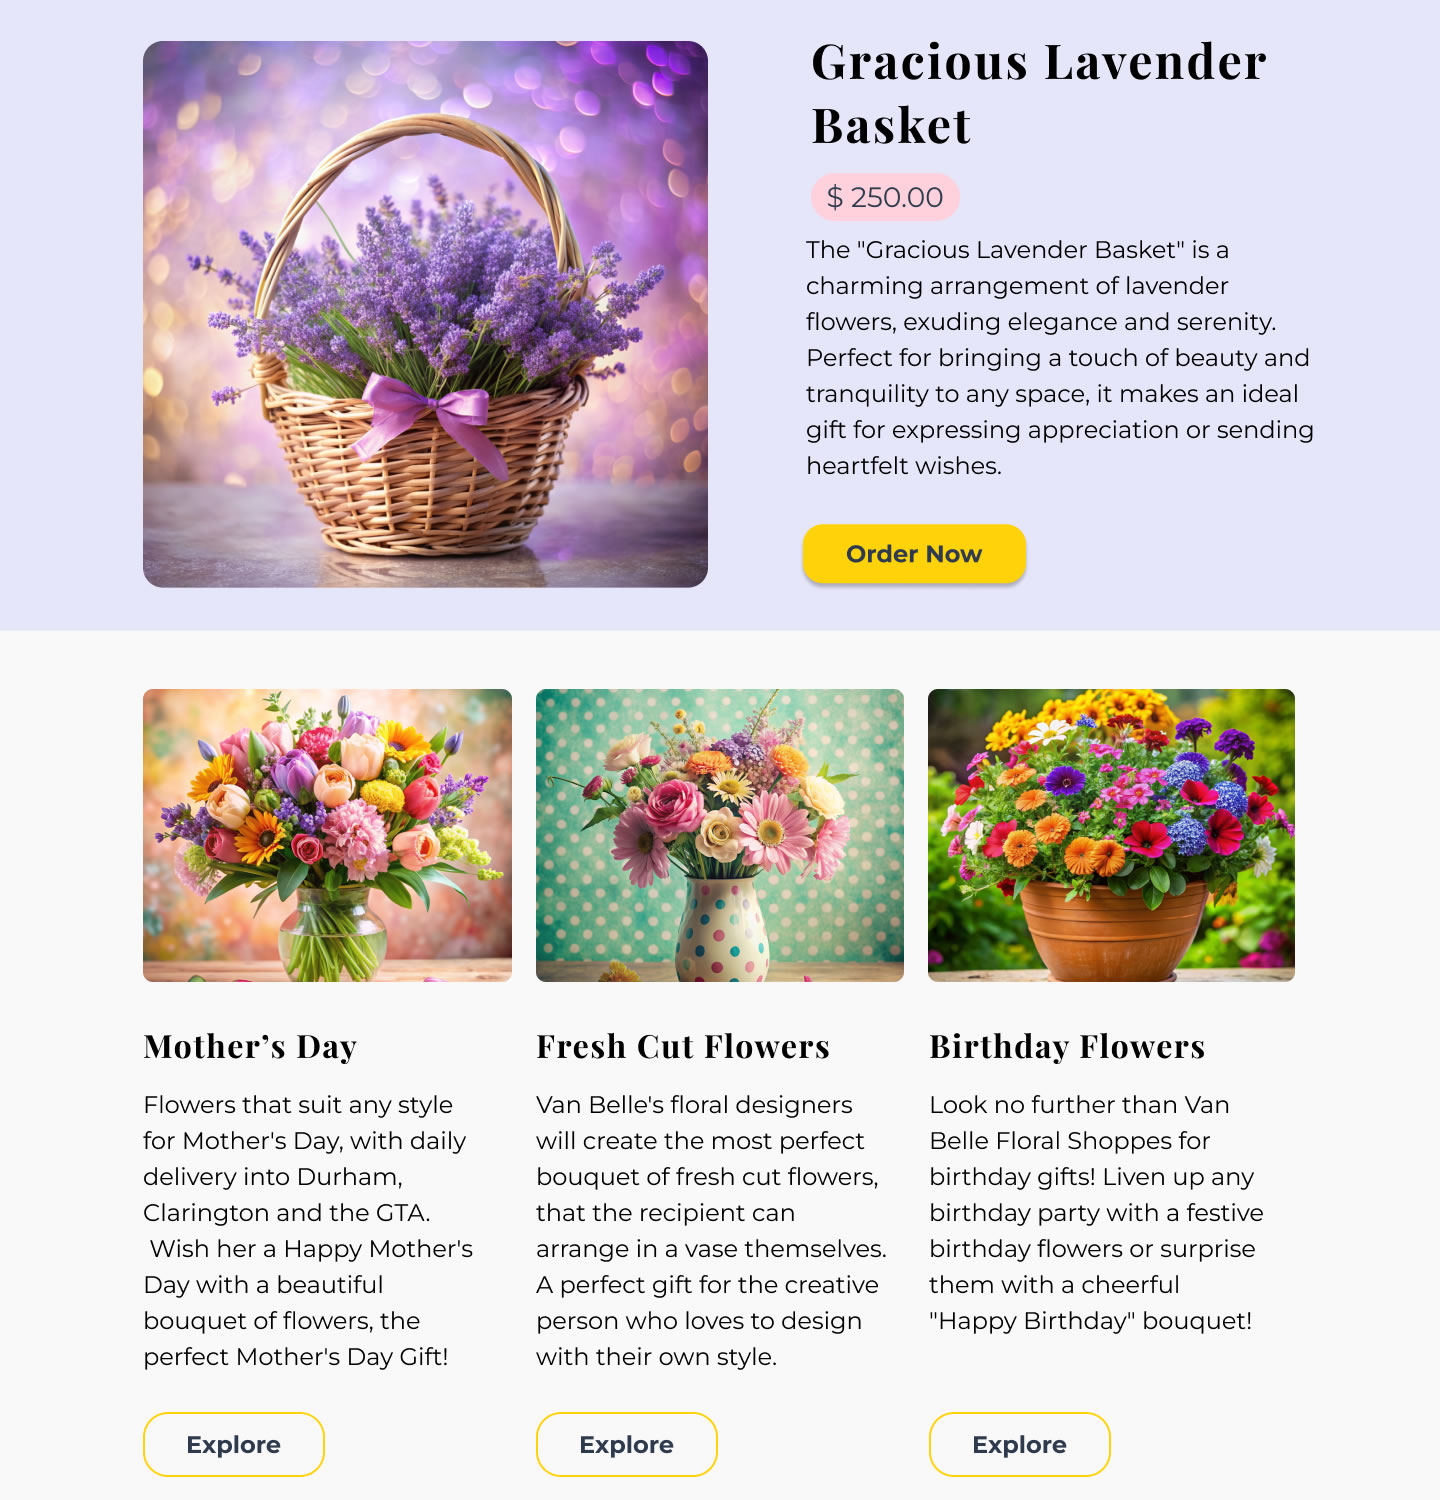 Gracious Lavender
Basket
$ 250.00
The "Gracious Lavender Basket" is a
charming arrangement of lavender
flowers, exuding elegance and serenity.
Perfect for bringing a touch of beauty and
tranquility to any space, it makes an ideal
gift for expressing appreciation or sending
heartfelt wishes.
Order Now
Mother’s Day
Flowers that suit any style
for Mother's Day, with daily
delivery into Durham,
Clarington and the GTA.
Wish her a Happy Mother's
Day with a beautiful
bouquet of flowers, the
perfect Mother's Day Gift!
Explore
Fresh Cut Flowers
Van Belle's floral designers
will create the most perfect
bouquet of fresh cut flowers,
that the recipient can
arrange in a vase themselves.
A perfect gift for the creative
person who loves to design
with their own style.
Explore
Birthday Flowers
Look no further than Van
Belle Floral Shoppes for
birthday gifts! Liven up any
birthday party with a festive
birthday flowers or surprise
them with a cheerful
"Happy Birthday" bouquet!
Explore